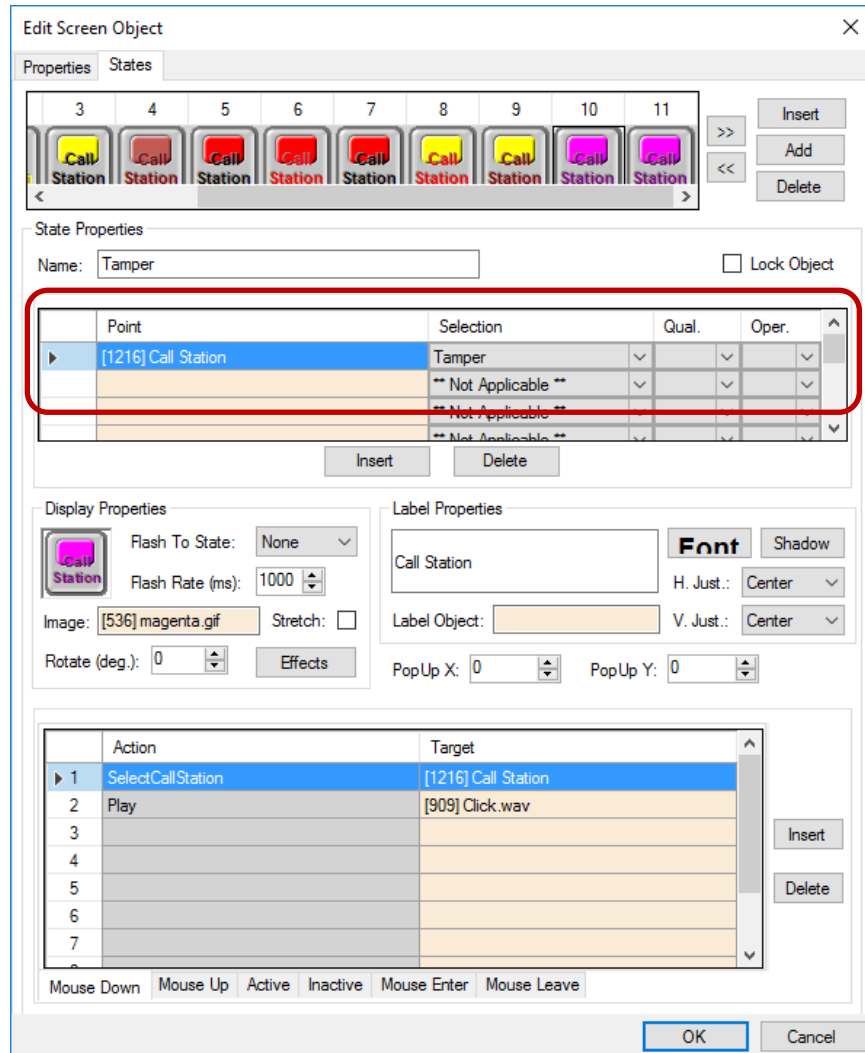 Edit Screen Object
Properties States
3 4 5 6 7 8 9 10 11
Call Station Call Station Call Station Call Station Call Station Call Station Call Station Call Station Call Station
>>
<<
Insert
Add
Delete
State Properties
Name: Tamper Lock Object
Point Selection Qual. Oper.
[1216] Call Station Tamper
** Not Applicable **
** Not Applicable **
** Not Applicable **
Insert Delete
Display Properties
Call Station
Flash To State: None
Flash Rate (ms): 1000
Image: [536] magenta.gif Stretch:
Rotate (deg.): 0 Effects
Label Properties
Call Station
Font Shadow
H. Just.: Center
Label Object: V. Just.: Center
PopUp X: 0 PopUp Y: 0
Action Target
1 SelectCallStation [1216] Call Station
2 Play [909] Click.wav
3
4
5
6
7
Insert
Delete
Mouse Down Mouse Up Active Inactive Mouse Enter Mouse Leave
OK Cancel